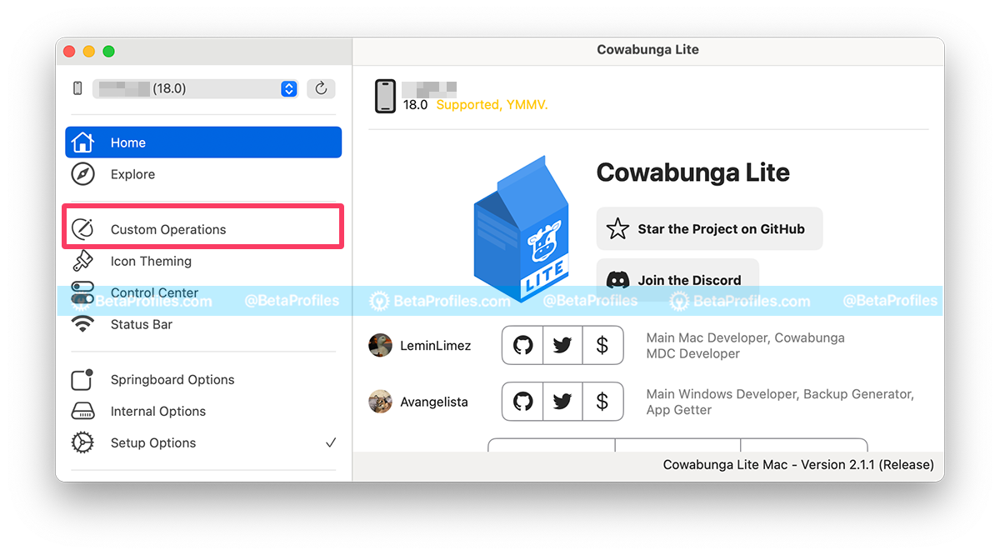 Cowabunga Lite
(18.0)
18.0 Supported, YMMV.
Home
Explore
Custom Operations
Icon Theming
Control Center
Status Bar
Springboard Options
Internal Options
Setup Options
Cowabunga Lite
Star the Project on GitHub
Join the Discord
LITE
BetaProfiles.com @BetaProfiles BetaProfiles.com @BetaProfiles BetaProfiles.com @BetaProfiles
LeminLimez
$
Main Mac Developer, Cowabunga
MDC Developer
Avangelista
$
Main Windows Developer, Backup Generator,
App Getter
Cowabunga Lite Mac - Version 2.1.1 (Release)